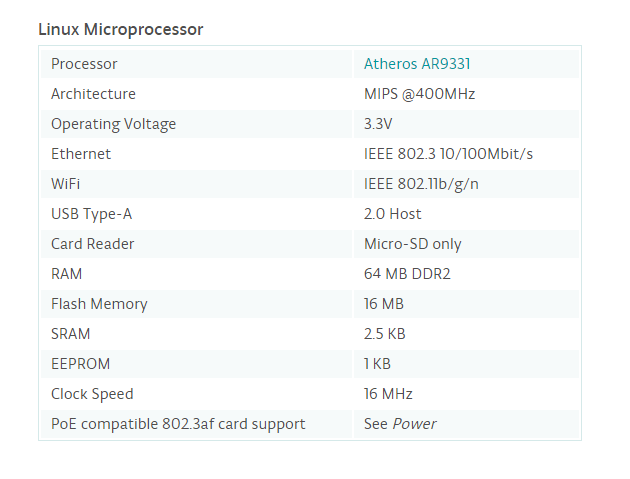 Linux Microprocessor
Processor Atheros AR9331
Architecture MIPS @400MHz
Operating Voltage 3.3V
Ethernet IEEE 802.3 10/100Mbit/s
WiFi IEEE 802.11b/g/n
USB Type-A 2.0 Host
Card Reader Micro-SD only
RAM 64 MB DDR2
Flash Memory 16 MB
SRAM 2.5 KB
EEPROM 1 KB
Clock Speed 16 MHz
PoE compatible 802.3af card support See Power